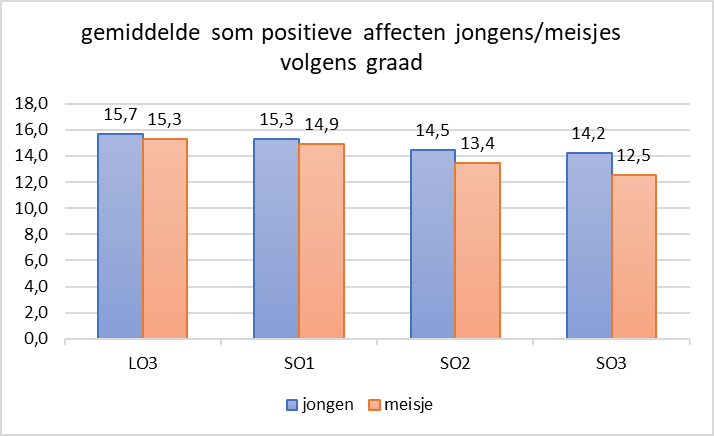 gemiddelde som positieve affecten jongens/meisjes
volgens graad
18,0
16,0
14,0
12,0
10,0
8,0
6,0
4,0
2,0
0,0
15,7
15,3
15,3
14,9
14,5
13,4
14,2
12,5
LO3
SO1
SO2
SO3
jongen
meisje